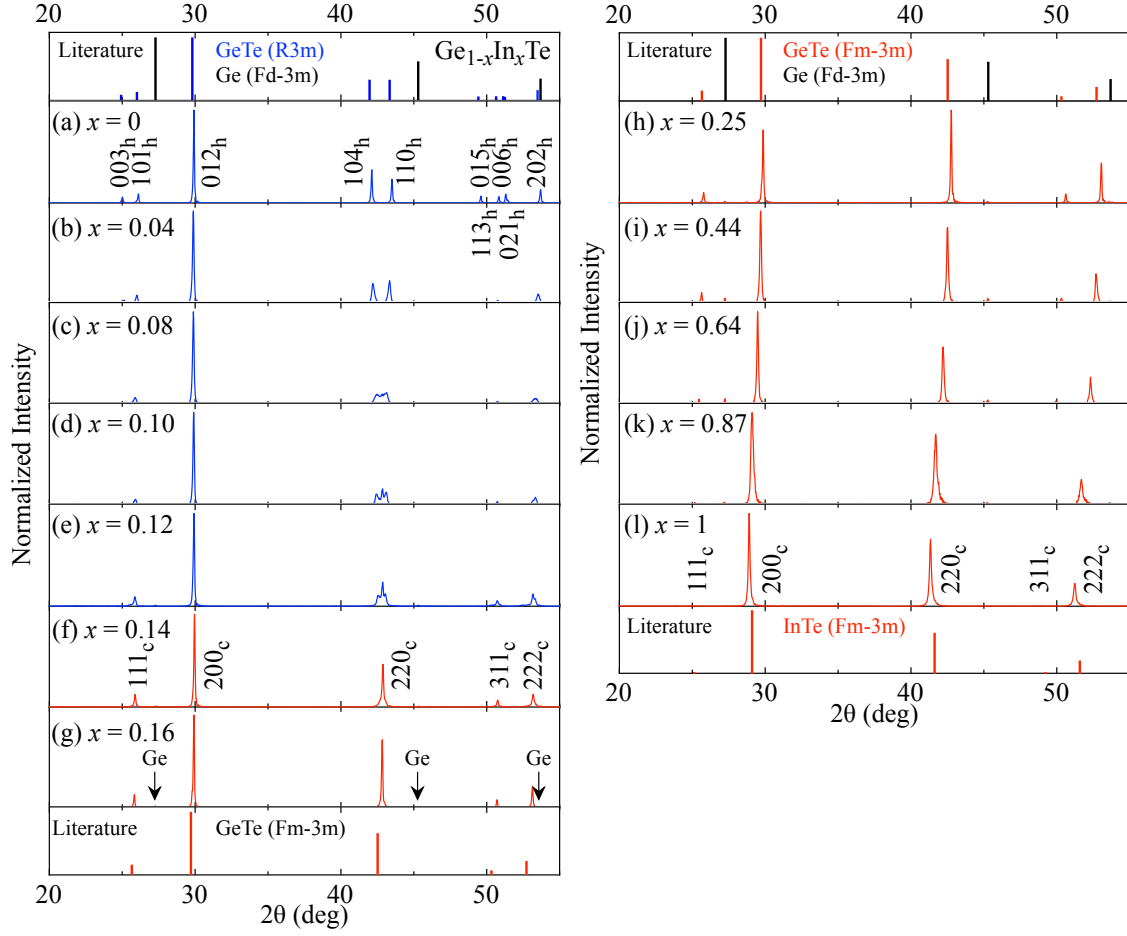 20 30 40 50
Literature GeTe (R3m) Ge1-xInxTe
Ge (Fd-3m)
(a) x = 0
003h 101h 012h 104h 110h 015h 006h 202h
113h 021h
(b) x = 0.04
(c) x = 0.08
(d) x = 0.10
(e) x = 0.12
(f) x = 0.14
111c 200c 220c 311c 222c
(g) x = 0.16
Ge Ge Ge
Literature GeTe (Fm-3m)
20 30 40 50
2θ (deg)
Normalized Intensity
20 30 40 50
Literature GeTe (Fm-3m)
Ge (Fd-3m)
(h) x = 0.25
(i) x = 0.44
(j) x = 0.64
(k) x = 0.87
(l) x = 1
111c 200c 220c 311c 222c
Literature InTe (Fm-3m)
20 30 40 50
2θ (deg)
Normalized Intensity